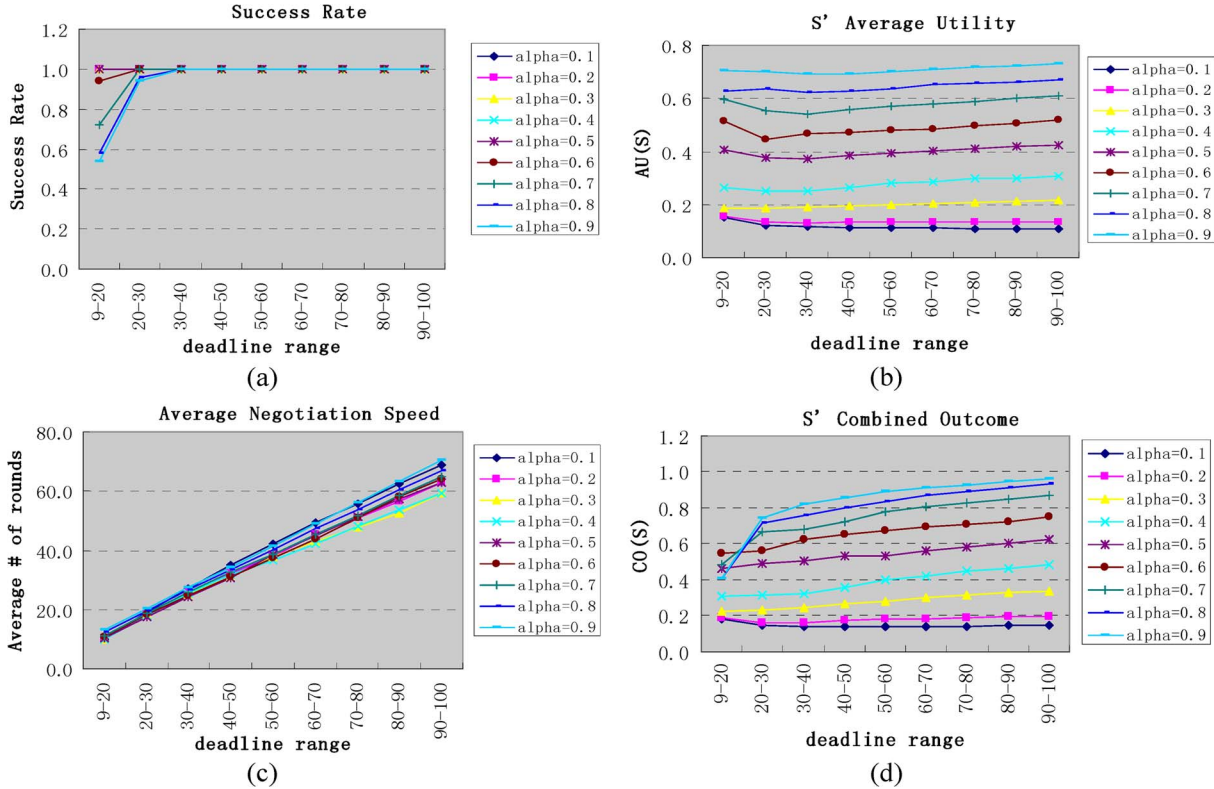 Success Rate
1.2
1.0
0.8
0.6
0.4
0.2
0.0
Success Rate
9-20
20-30
30-40
40-50
50-60
60-70
70-80
80-90
90-100
deadline range
alpha=0.1
alpha=0.2
alpha=0.3
alpha=0.4
alpha=0.5
alpha=0.6
alpha=0.7
alpha=0.8
alpha=0.9
(a)
S' Average Utility
0.8
0.6
0.4
0.2
0.0
AU(S)
9-20
20-30
30-40
40-50
50-60
60-70
70-80
80-90
90-100
deadline range
alpha=0.1
alpha=0.2
alpha=0.3
alpha=0.4
alpha=0.5
alpha=0.6
alpha=0.7
alpha=0.8
alpha=0.9
(b)
Average Negotiation Speed
80.0
60.0
40.0
20.0
0.0
Average # of rounds
9-20
20-30
30-40
40-50
50-60
60-70
70-80
80-90
90-100
deadline range
alpha=0.1
alpha=0.2
alpha=0.3
alpha=0.4
alpha=0.5
alpha=0.6
alpha=0.7
alpha=0.8
alpha=0.9
(c)
S' Combined Outcome
1.2
1.0
0.8
0.6
0.4
0.2
0.0
CO(S)
9-20
20-30
30-40
40-50
50-60
60-70
70-80
80-90
90-100
deadline range
alpha=0.1
alpha=0.2
alpha=0.3
alpha=0.4
alpha=0.5
alpha=0.6
alpha=0.7
alpha=0.8
alpha=0.9
(d)